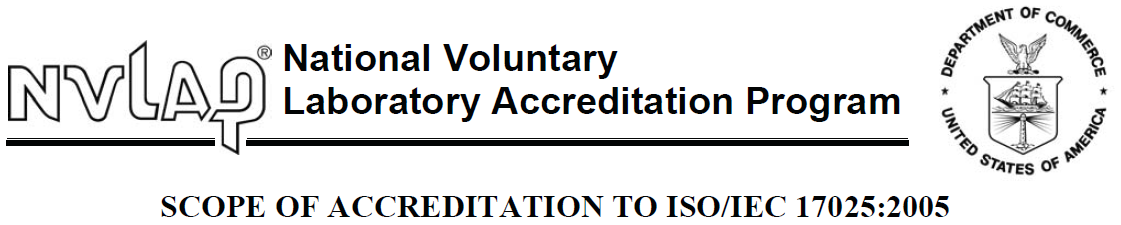 NVLAP®
National Voluntary
Laboratory Accreditation Program
DEPARTMENT OF COMMERCE
★ UNITED STATES OF AMERICA ★
SCOPE OF ACCREDITATION TO ISO/IEC 17025:2005